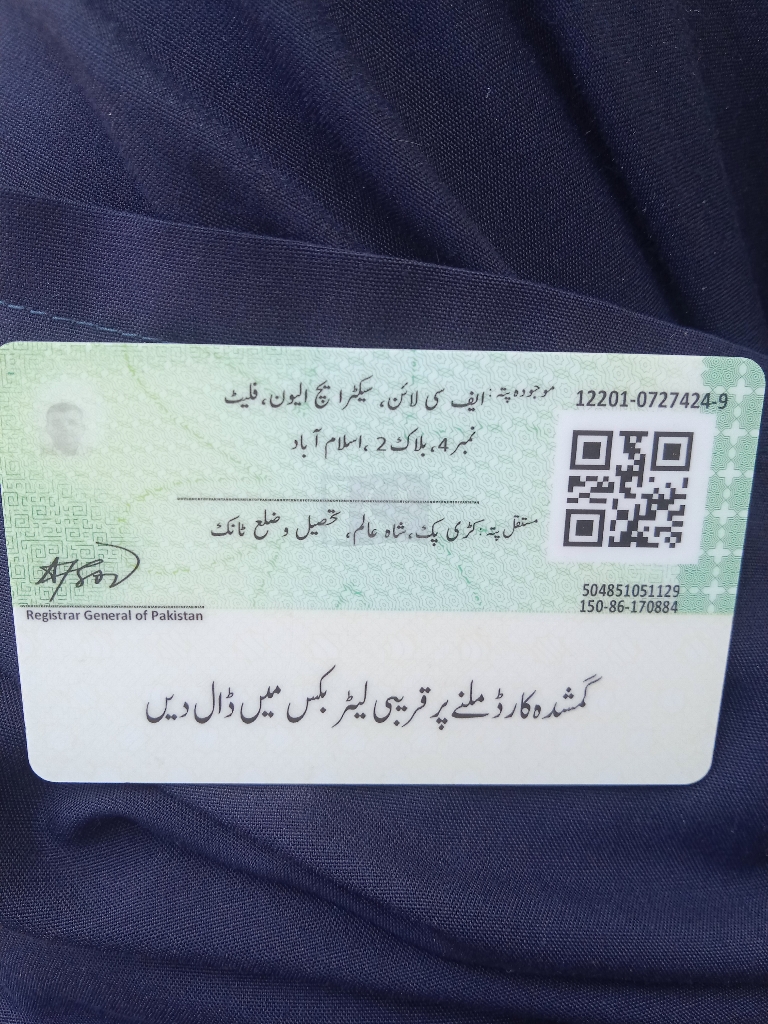 12201-0727424-9
موجودہ پتہ: ایف سی لائن، سیکٹر ایچ الیون، فلیٹ
نمبر 4، بلاک 2، اسلام آباد
مستقل پتہ: کڑی پک، شاہ عالم، تحصیل و ضلع ٹانک
504851051129
150-86-170884
Registrar General of Pakistan
گمشدہ کارڈ ملنے پر قریبی لیٹر بکس میں ڈال دیں